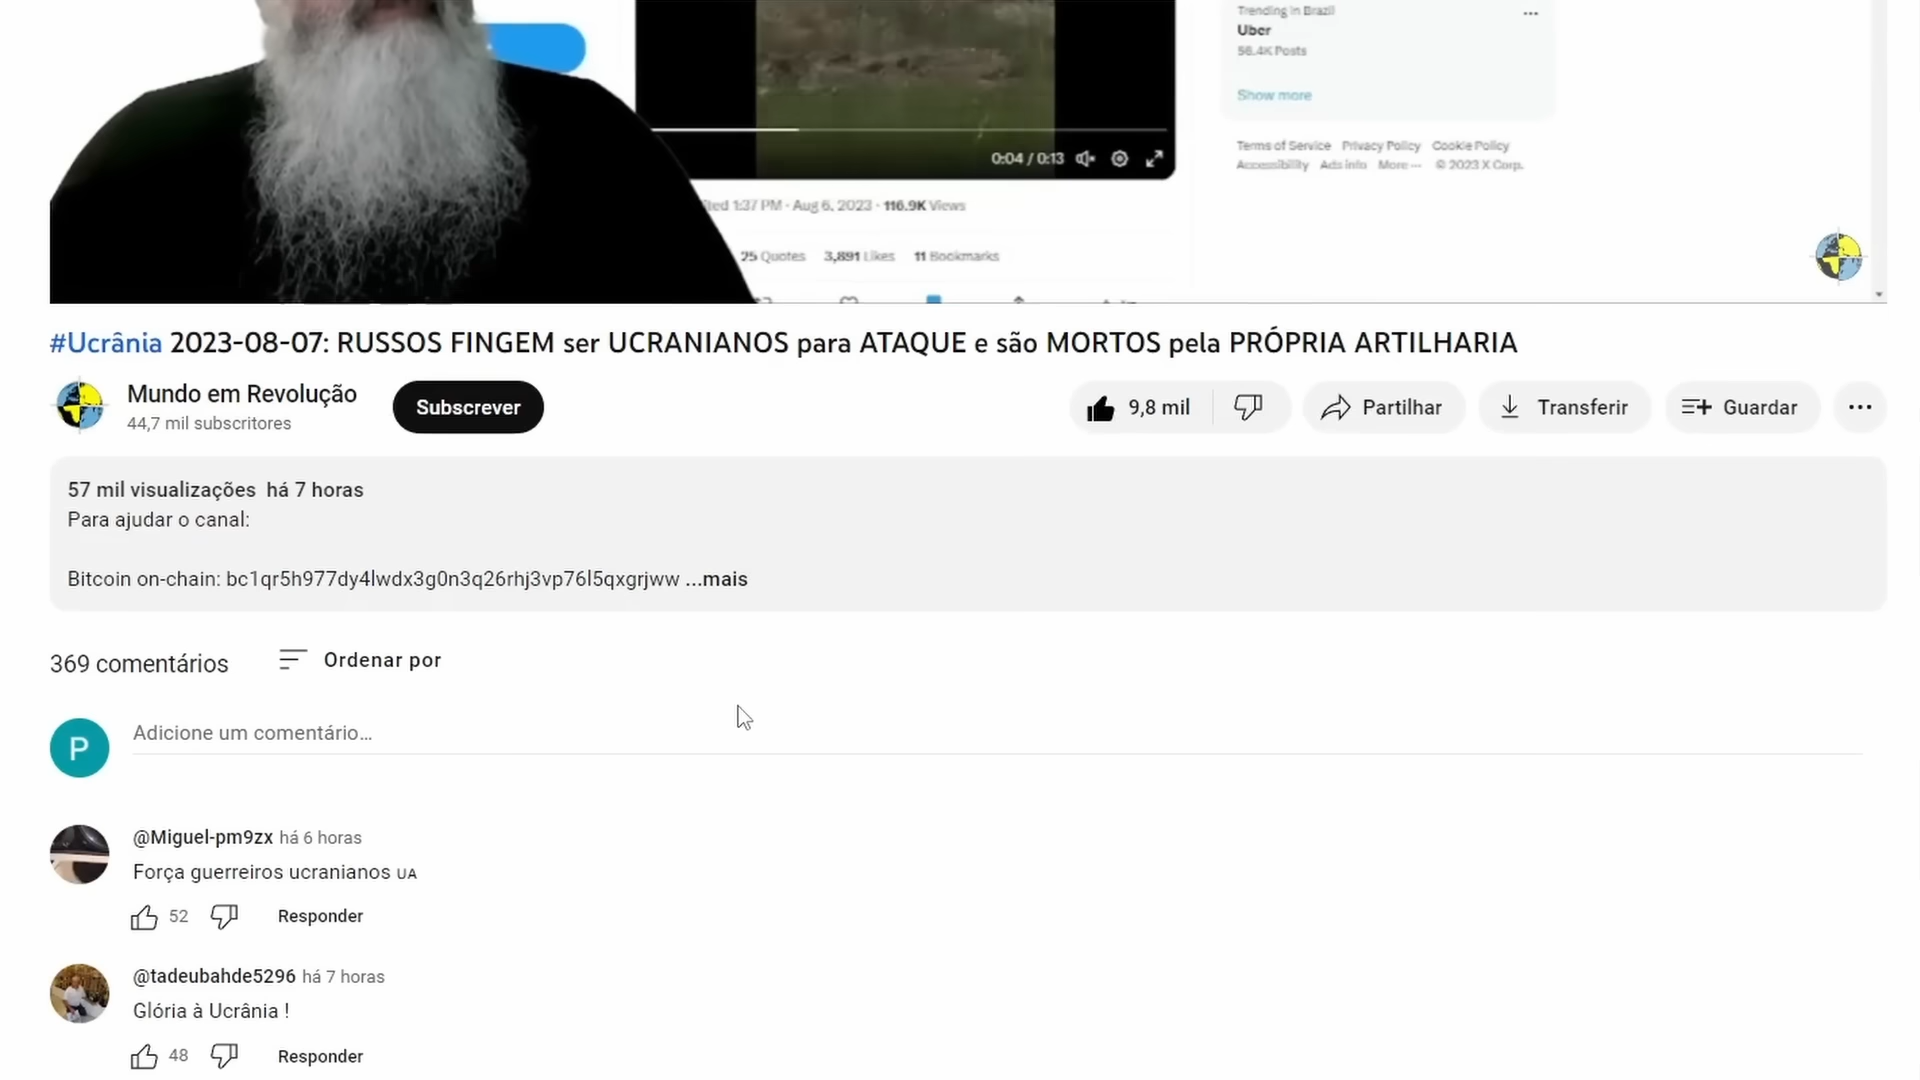 Trending in Brazil
Uber
56.4K Posts
Show more
Terms of Service Privacy Policy Cookie Policy
Accessibility Ads info More ··· © 2023 X Corp.
0:04 / 0:13
1:37 PM · Aug 6, 2023 · 116.9K Views
25 Quotes 3,891 Likes 11 Bookmarks
#Ucrânia 2023-08-07: RUSSOS FINGEM ser UCRANIANOS para ATAQUE e são MORTOS pela PRÓPRIA ARTILHARIA
Mundo em Revolução
44,7 mil subscritores
Subscrever
9,8 mil
Partilhar
Transferir
Guardar
57 mil visualizações há 7 horas
Para ajudar o canal:
Bitcoin on-chain: bc1qr5h977dy4lwdx3g0n3q26rhj3vp76l5qxgrjww ...mais
369 comentários
Ordenar por
P
Adicione um comentário...
@Miguel-pm9zx há 6 horas
Força guerreiros ucranianos UA
52
Responder
@tadeubahde5296 há 7 horas
Glória à Ucrânia !
48
Responder